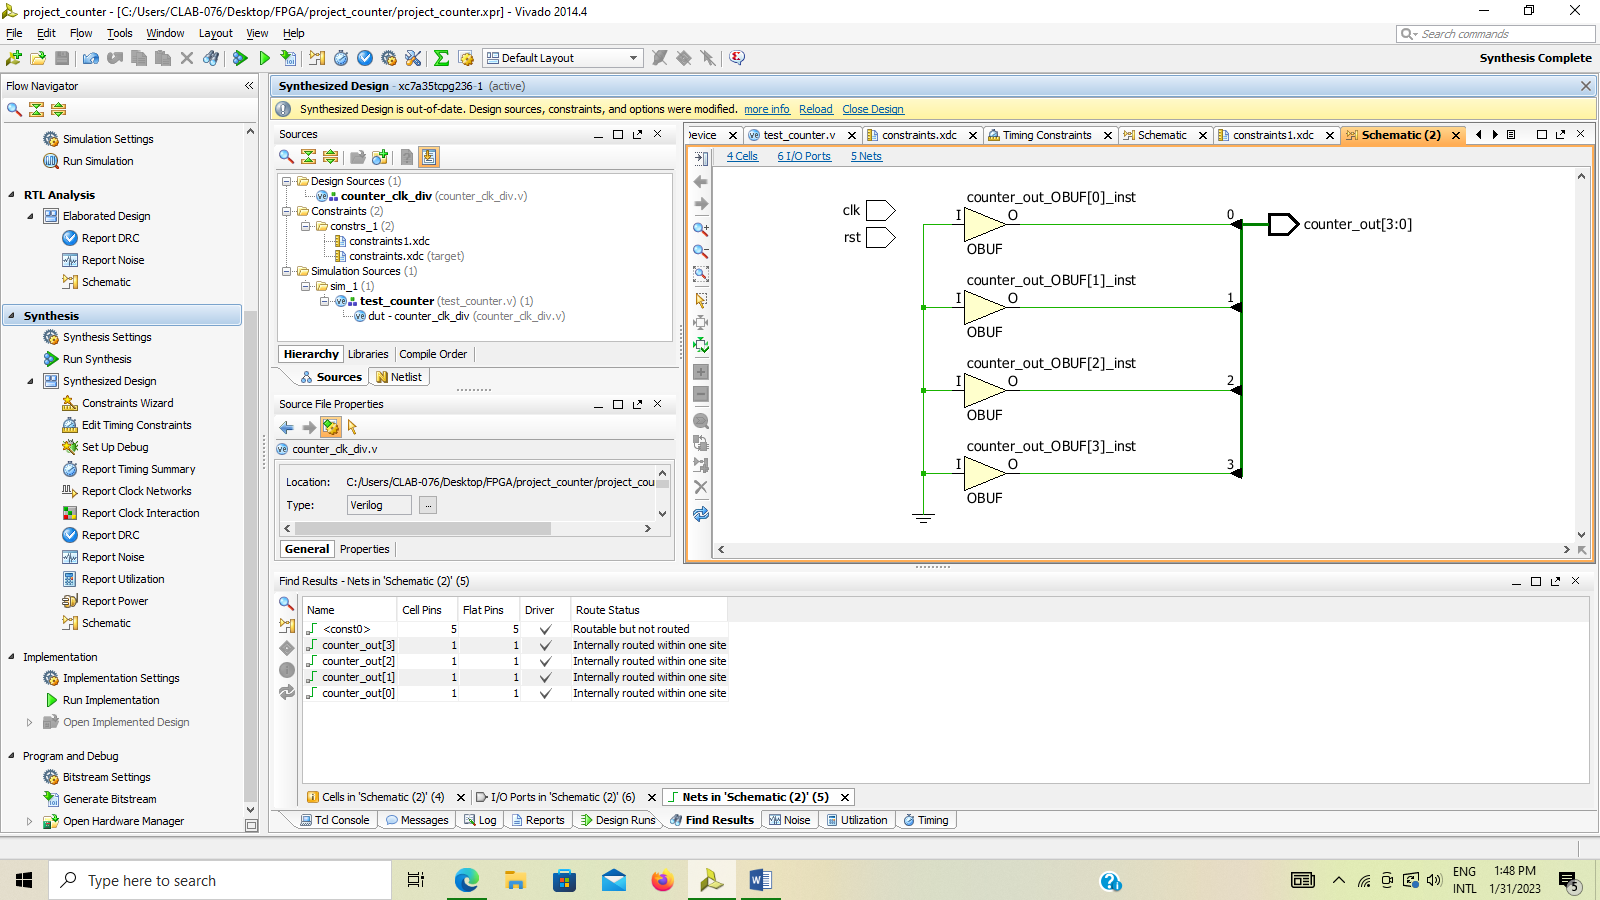 project_counter - [C:/Users/CLAB-076/Desktop/FPGA/project_counter/project_counter.xpr] - Vivado 2014.4
File Edit Flow Tools Window Layout View Help
Search commands
Default Layout
Synthesis Complete
Flow Navigator
Simulation Settings
Run Simulation
RTL Analysis
Elaborated Design
Report DRC
Report Noise
Schematic
Synthesis
Synthesis Settings
Run Synthesis
Synthesized Design
Constraints Wizard
Edit Timing Constraints
Set Up Debug
Report Timing Summary
Report Clock Networks
Report Clock Interaction
Report DRC
Report Noise
Report Utilization
Report Power
Schematic
Implementation
Implementation Settings
Run Implementation
Open Implemented Design
Program and Debug
Bitstream Settings
Generate Bitstream
Open Hardware Manager
Synthesized Design - xc7a35tcpg236-1 (active)
Synthesized Design is out-of-date. Design sources, constraints, and options were modified. more info Reload Close Design
Sources
Design Sources (1)
counter_clk_div (counter_clk_div.v)
Constraints (2)
constrs_1 (2)
constraints1.xdc
constraints.xdc (target)
Simulation Sources (1)
sim_1 (1)
test_counter (test_counter.v) (1)
dut - counter_clk_div (counter_clk_div.v)
Hierarchy Libraries Compile Order
Sources Netlist
Source File Properties
counter_clk_div.v
Location: C:/Users/CLAB-076/Desktop/FPGA/project_counter/project_cou
Type: Verilog ...
General Properties
evice test_counter.v constraints.xdc Timing Constraints Schematic constraints1.xdc Schematic (2)
4 Cells 6 I/O Ports 5 Nets
clk
rst
counter_out_OBUF[0]_inst
I O 0
OBUF
counter_out[3:0]
counter_out_OBUF[1]_inst
I O 1
OBUF
counter_out_OBUF[2]_inst
I O 2
OBUF
counter_out_OBUF[3]_inst
I O 3
OBUF
Find Results - Nets in 'Schematic (2)' (5)
Name Cell Pins Flat Pins Driver Route Status
<const0> 5 5 Routable but not routed
counter_out[3] 1 1 Internally routed within one site
counter_out[2] 1 1 Internally routed within one site
counter_out[1] 1 1 Internally routed within one site
counter_out[0] 1 1 Internally routed within one site
Cells in 'Schematic (2)' (4) I/O Ports in 'Schematic (2)' (6) Nets in 'Schematic (2)' (5)
Tcl Console Messages Log Reports Design Runs Find Results Noise Utilization Timing
Type here to search
ENG
INTL
1:48 PM
1/31/2023
5